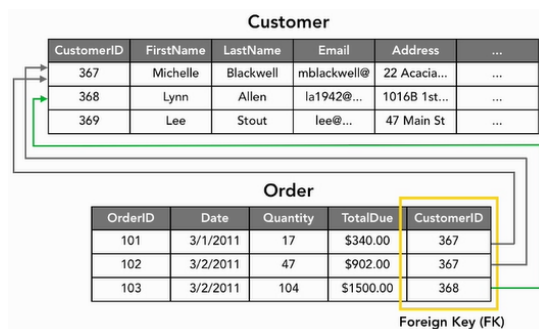 Customer
CustomerID FirstName LastName Email Address ...
367 Michelle Blackwell mblackwell@ 22 Acacia... ...
368 Lynn Allen la1942@... 1016B 1st... ...
369 Lee Stout lee@... 47 Main St ...
Order
OrderID Date Quantity TotalDue CustomerID
101 3/1/2011 17 $340.00 367
102 3/2/2011 47 $902.00 367
103 3/2/2011 104 $1500.00 368
Foreign Key (FK)